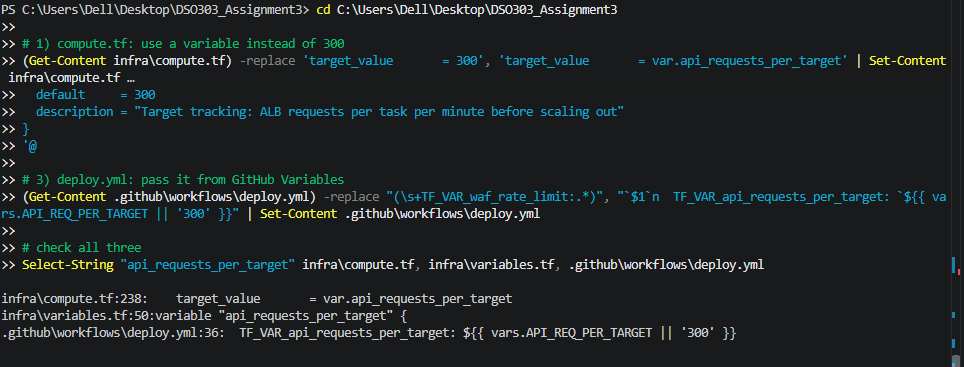 PS C:\Users\Dell\Desktop\DSO303_Assignment3> cd C:\Users\Dell\Desktop\DSO303_Assignment3
>>
>> # 1) compute.tf: use a variable instead of 300
>> (Get-Content infra\compute.tf) -replace 'target_value       = 300', 'target_value       = var.api_requests_per_target' | Set-Content
 infra\compute.tf …
>>   default     = 300
>>   description = "Target tracking: ALB requests per task per minute before scaling out"
>> }
>> '@
>>
>> # 3) deploy.yml: pass it from GitHub Variables
>> (Get-Content .github\workflows\deploy.yml) -replace "(\s+TF_VAR_waf_rate_limit:.*)", "`$1`n  TF_VAR_api_requests_per_target: `${{ va
rs.API_REQ_PER_TARGET || '300' }}" | Set-Content .github\workflows\deploy.yml
>>
>> # check all three
>> Select-String "api_requests_per_target" infra\compute.tf, infra\variables.tf, .github\workflows\deploy.yml
infra\compute.tf:238:    target_value       = var.api_requests_per_target
infra\variables.tf:50:variable "api_requests_per_target" {
.github\workflows\deploy.yml:36:  TF_VAR_api_requests_per_target: ${{ vars.API_REQ_PER_TARGET || '300' }}